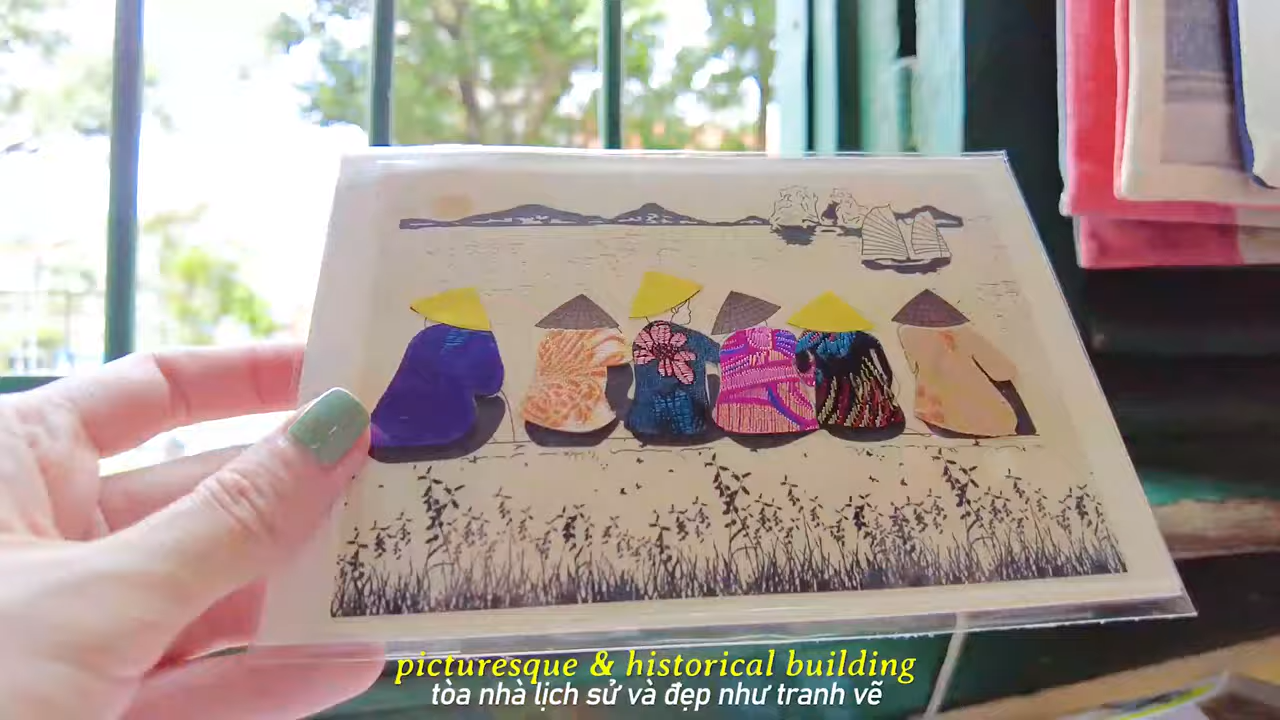 picturesque & historical building
tòa nhà lịch sử và đẹp như tranh vẽ